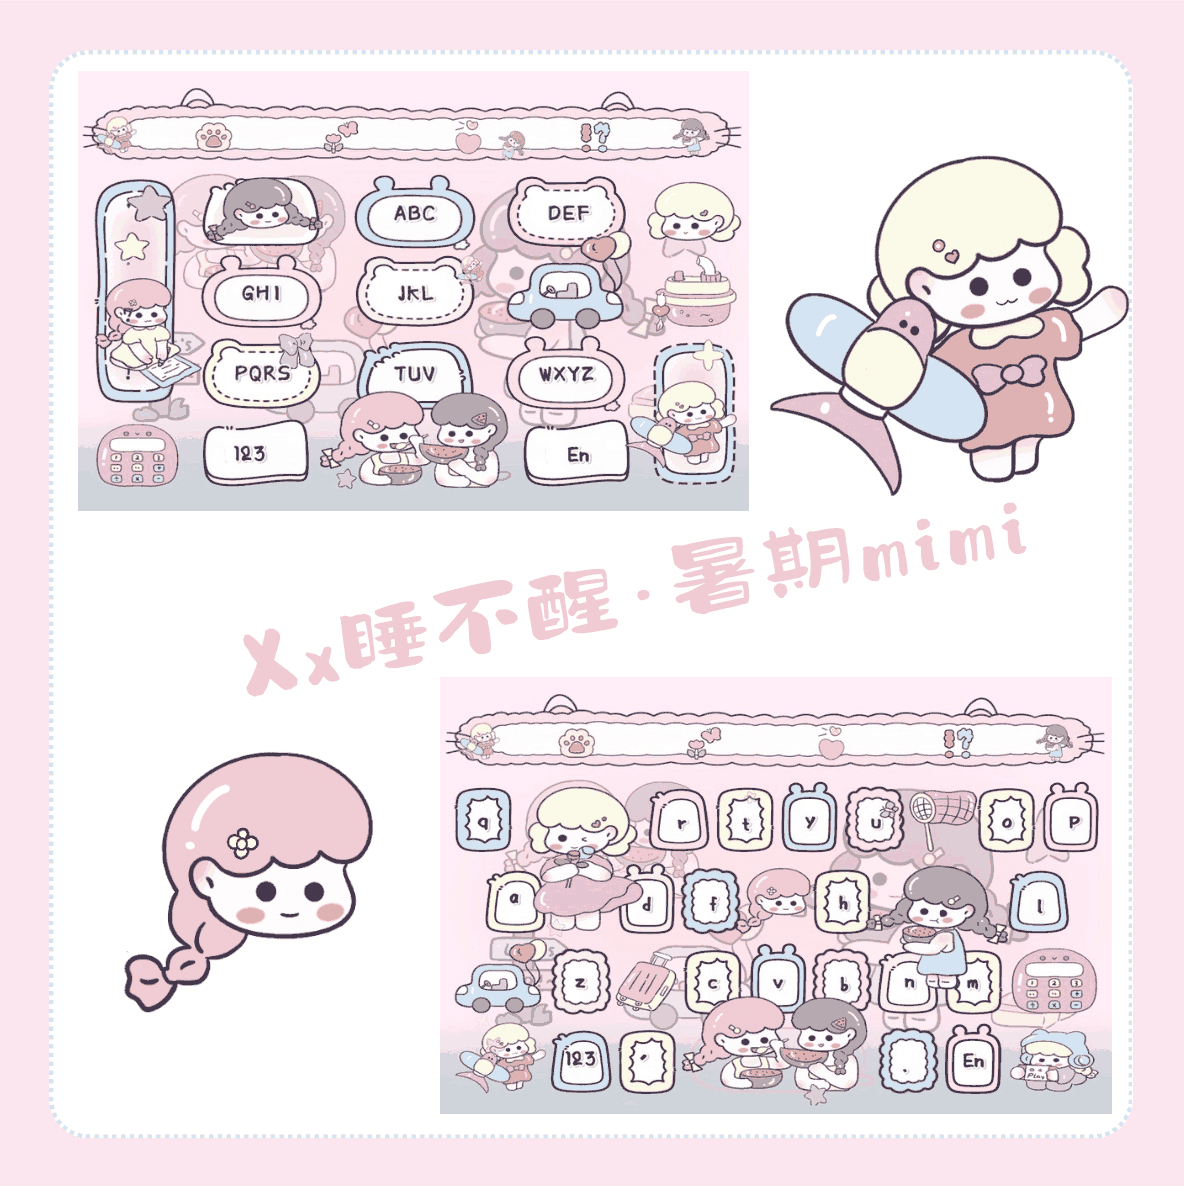 !?
ABC
DEF
GHI
JKL
PQRS
TUV
WXYZ
123
En
Xx睡不醒·暑期mimi
!?
q
r
t
y
u
o
p
a
d
f
h
l
z
c
v
b
n
m
123
.
En